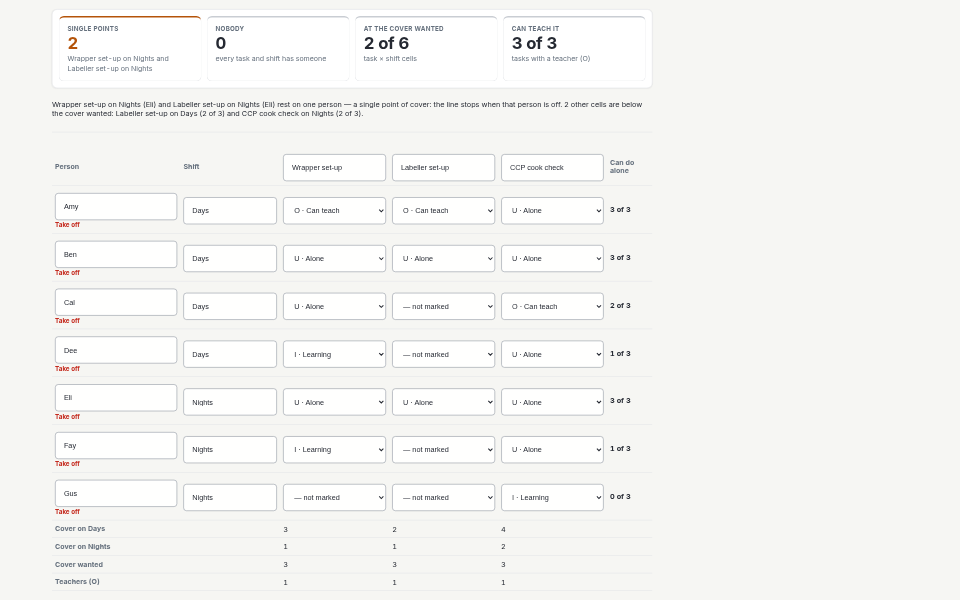 SINGLE POINTS
2
Wrapper set-up on Nights and
Labeller set-up on Nights
NOBODY
0
every task and shift has someone
AT THE COVER WANTED
2 of 6
task × shift cells
CAN TEACH IT
3 of 3
tasks with a teacher (O)
Wrapper set-up on Nights (Eli) and Labeller set-up on Nights (Eli) rest on one person — a single point of cover: the line stops when that person is off. 2 other cells are below
the cover wanted: Labeller set-up on Days (2 of 3) and CCP cook check on Nights (2 of 3).
Person Shift Wrapper set-up Labeller set-up CCP cook check Can do alone
Amy Days O · Can teach O · Can teach U · Alone 3 of 3
Take off
Ben Days U · Alone U · Alone U · Alone 3 of 3
Take off
Cal Days U · Alone — not marked O · Can teach 2 of 3
Take off
Dee Days I · Learning — not marked U · Alone 1 of 3
Take off
Eli Nights U · Alone U · Alone U · Alone 3 of 3
Take off
Fay Nights I · Learning — not marked U · Alone 1 of 3
Take off
Gus Nights — not marked — not marked I · Learning 0 of 3
Take off
Cover on Days 3 2 4
Cover on Nights 1 1 2
Cover wanted 3 3 3
Teachers (O) 1 1 1